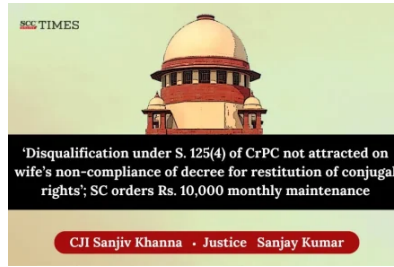 SCC TIMES
‘Disqualification under S. 125(4) of CrPC not attracted on
wife’s non-compliance of decree for restitution of conjugal
rights’; SC orders Rs. 10,000 monthly maintenance
CJI Sanjiv Khanna • Justice Sanjay Kumar